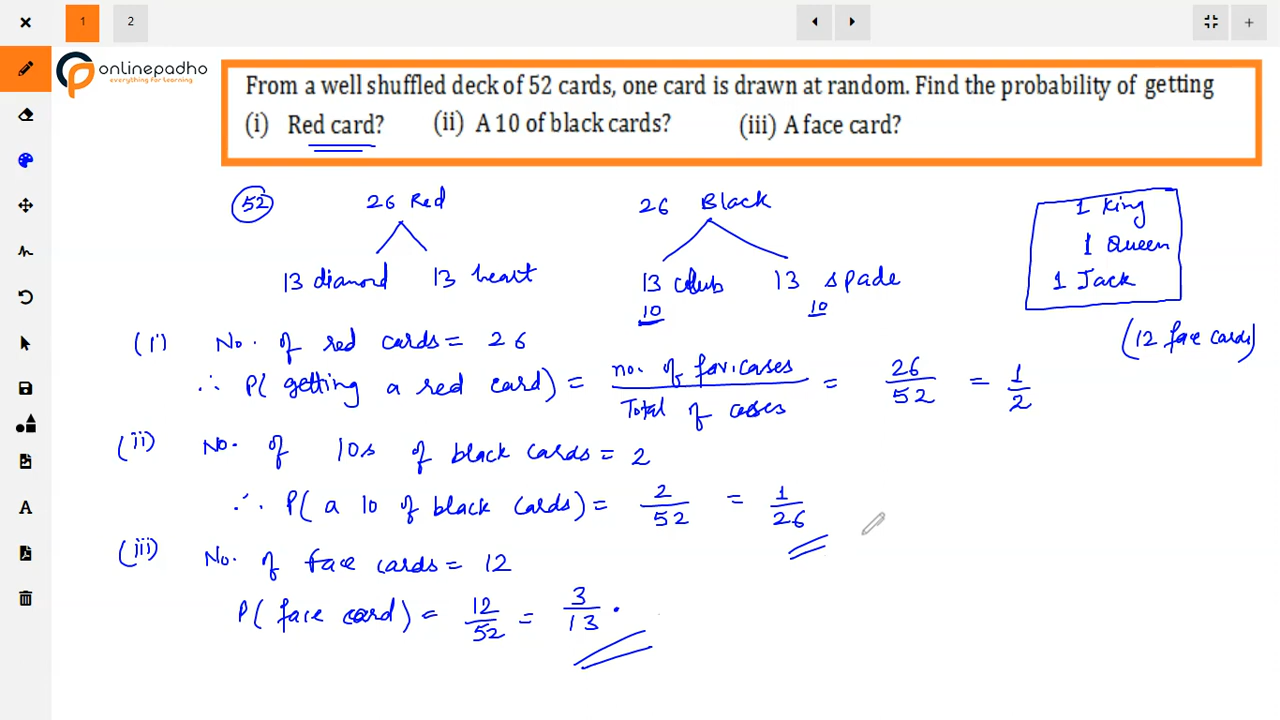 1 2
onlinepadho
everything for learning
From a well shuffled deck of 52 cards, one card is drawn at random. Find the probability of getting
(i) Red card? (ii) A 10 of black cards? (iii) A face card?
52 26 Red 26 Black
13 diamond 13 heart 13 club 13 spade
10 10
1 King
1 Queen
1 Jack
(12 face cards)
(i) No. of red cards = 26
∴ P( getting a red card) = no. of fav. cases / Total of cases = 26/52 = 1/2
(ii) No. of 10s of black cards = 2
∴ P( a 10 of black cards) = 2/52 = 1/26
(iii) No. of face cards = 12
P( face card) = 12/52 = 3/13 .
A